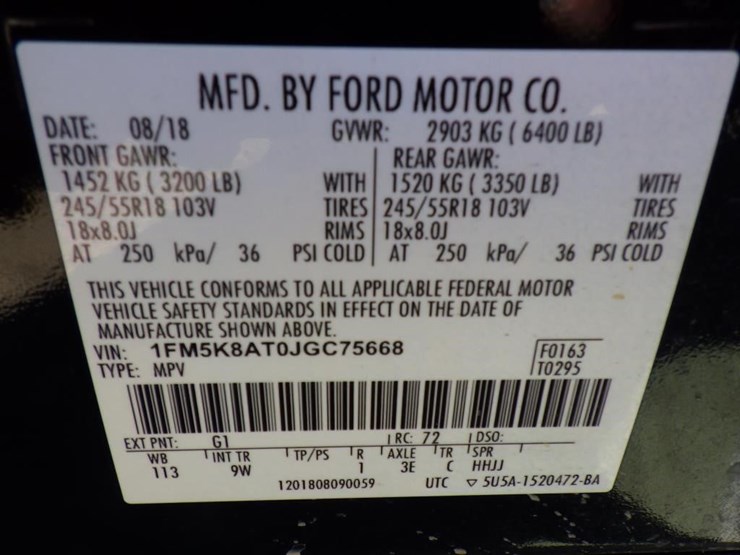 MFD. BY FORD MOTOR CO.
DATE: 08/18 GVWR: 2903 KG ( 6400 LB)
FRONT GAWR: REAR GAWR:
1452 KG ( 3200 LB) WITH 1520 KG ( 3350 LB) WITH
245/55R18 103V TIRES 245/55R18 103V TIRES
18x8.0J RIMS 18x8.0J RIMS
AT 250 kPa/ 36 PSI COLD AT 250 kPa/ 36 PSI COLD
THIS VEHICLE CONFORMS TO ALL APPLICABLE FEDERAL MOTOR
VEHICLE SAFETY STANDARDS IN EFFECT ON THE DATE OF
MANUFACTURE SHOWN ABOVE.
VIN: 1FM5K8AT0JGC75668 F0163
TYPE: MPV T0295
EXT PNT: G1 RC: 72 DSO:
WB INT TR TP/PS R AXLE TR SPR
113 9W 1 3E C HHJJ
1201808090059 UTC ▽ 5U5A-1520472-BA